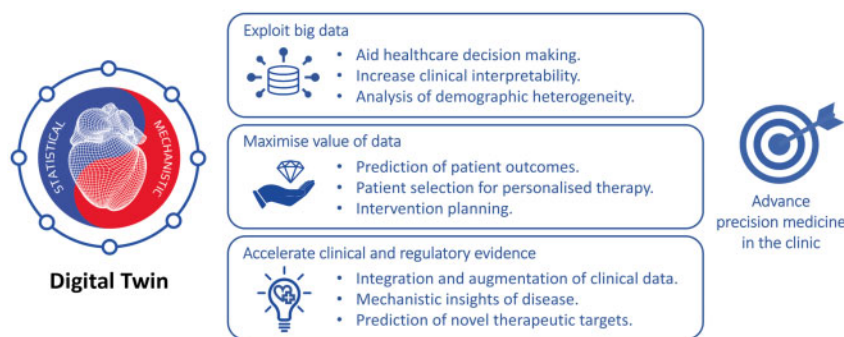 STATISTICAL
MECHANISTIC
Digital Twin
Exploit big data
• Aid healthcare decision making.
• Increase clinical interpretability.
• Analysis of demographic heterogeneity.
Maximise value of data
• Prediction of patient outcomes.
• Patient selection for personalised therapy.
• Intervention planning.
Accelerate clinical and regulatory evidence
• Integration and augmentation of clinical data.
• Mechanistic insights of disease.
• Prediction of novel therapeutic targets.
Advance
precision medicine
in the clinic